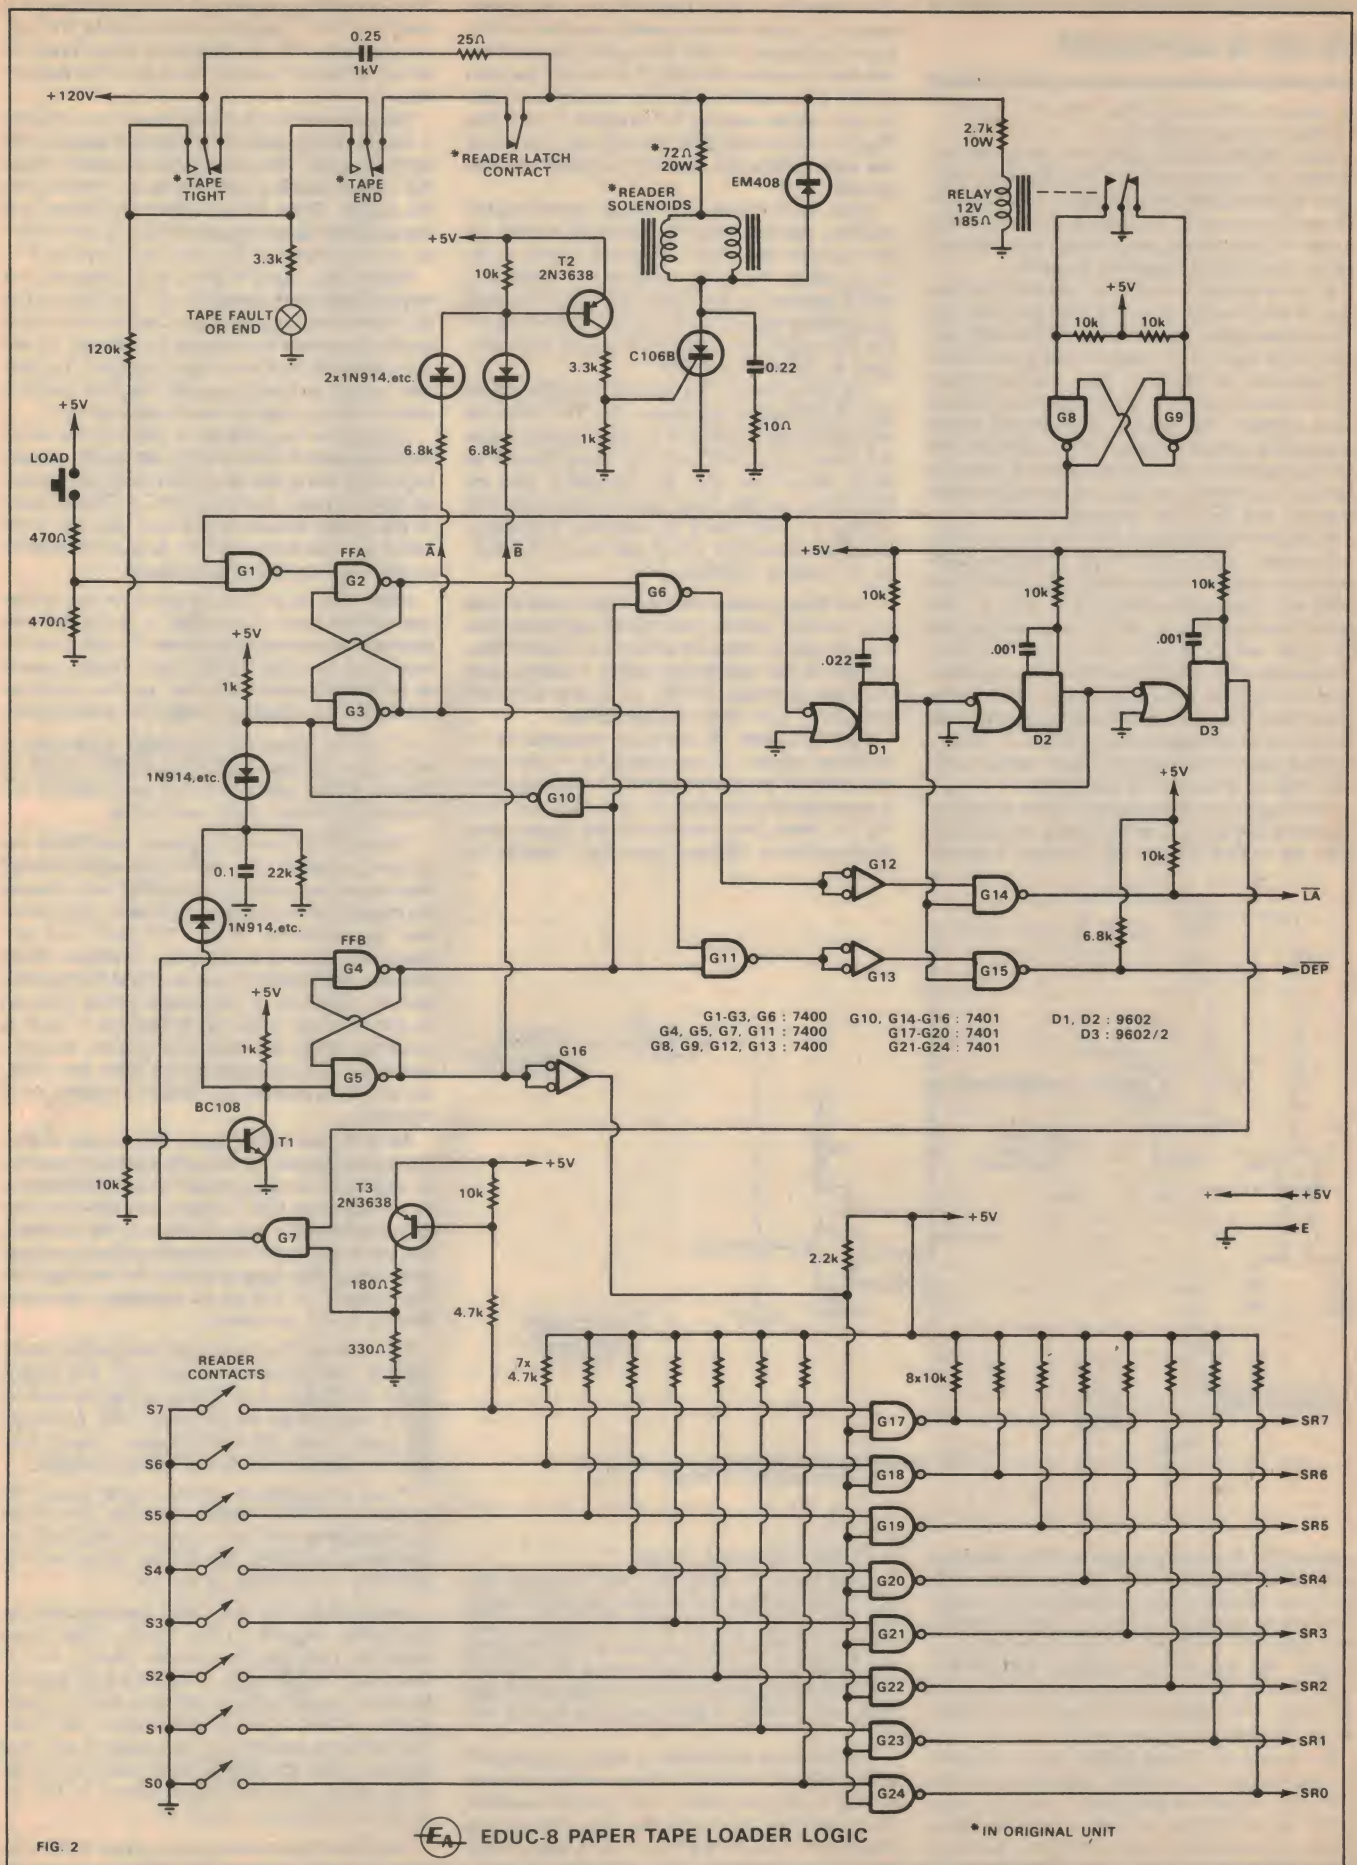 0.25
1kV
25Ω
+120V
* TAPE
TIGHT
* TAPE
END
*READER LATCH
CONTACT
*72Ω
20W
EM408
*READER
SOLENOIDS
2.7k
10W
RELAY
12V
185Ω
+5V
10k
T2
2N3638
3.3k
TAPE FAULT
OR END
120k
2x1N914,etc.
3.3k
C106B
0.22
10Ω
1k
6.8k
6.8k
+5V
10k
10k
G8
G9
+5V
LOAD
470Ω
470Ω
G1
FFA
G2
G3
A
B
G6
+5V
10k
10k
10k
.022
.001
.001
D1
D2
D3
+5V
1k
1N914,etc.
0.1
22k
1N914,etc.
G10
G12
G14
+5V
10k
LA
6.8k
FFB
G4
G5
G11
G13
G15
DEP
G1-G3, G6 : 7400
G4, G5, G7, G11 : 7400
G8, G9, G12, G13 : 7400
G10, G14-G16 : 7401
G17-G20 : 7401
G21-G24 : 7401
D1, D2 : 9602
D3 : 9602/2
+5V
1k
G16
BC108
T1
10k
T3
2N3638
10k
+5V
G7
180Ω
330Ω
4.7k
+5V
2.2k
+ +5V
E
READER
CONTACTS
7x
4.7k
8x10k
S7
G17
SR7
S6
G18
SR6
S5
G19
SR5
S4
G20
SR4
S3
G21
SR3
S2
G22
SR2
S1
G23
SR1
S0
G24
SR0
FIG. 2
EA
EDUC-8 PAPER TAPE LOADER LOGIC
*IN ORIGINAL UNIT